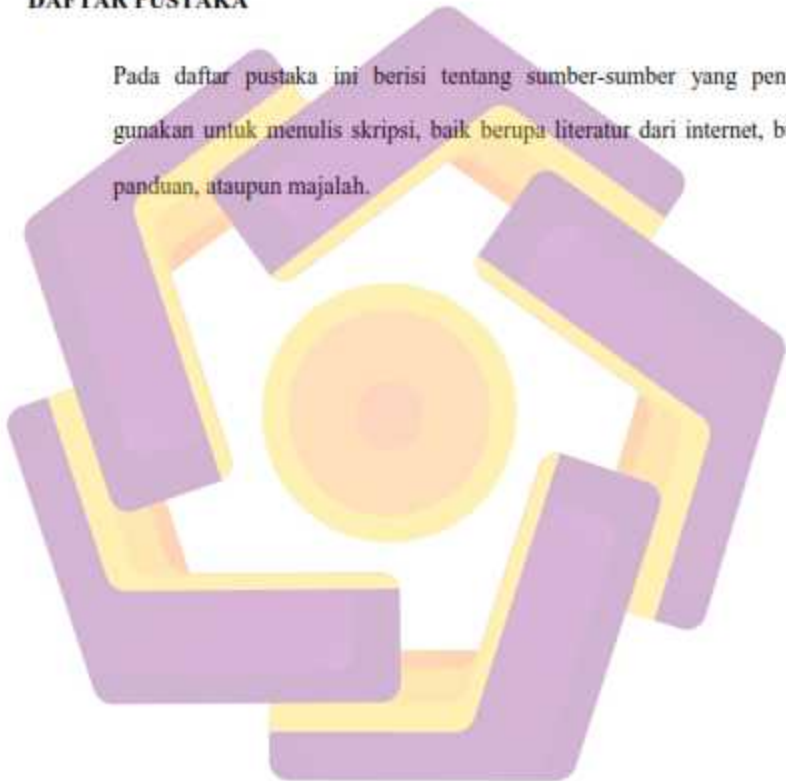 DAFTAR PUSTAKA
Pada daftar pustaka ini berisi tentang sumber-sumber yang
gunakan untuk menulis skripsi, baik berupa literatur dari internet,
panduan, ataupun majalah.